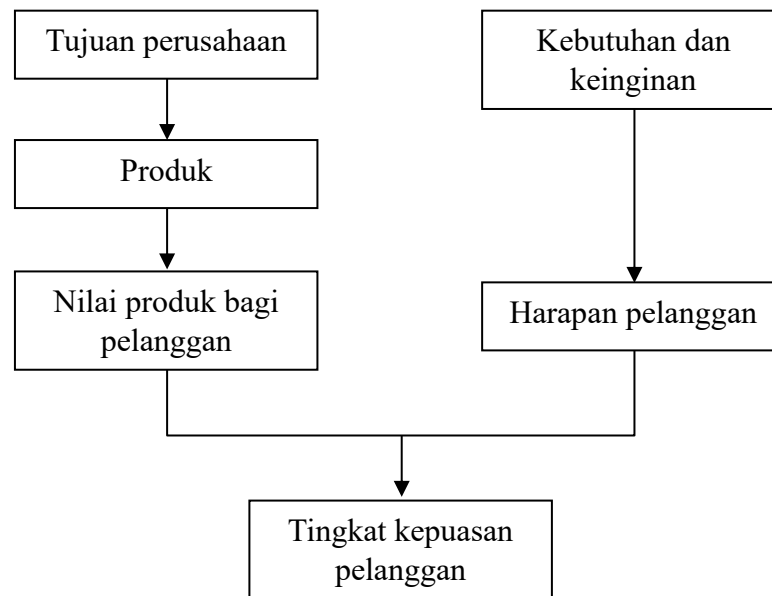 Tujuan perusahaan
Kebutuhan dan
keinginan
Produk
Nilai produk bagi
pelanggan
Harapan pelanggan
Tingkat kepuasan
pelanggan